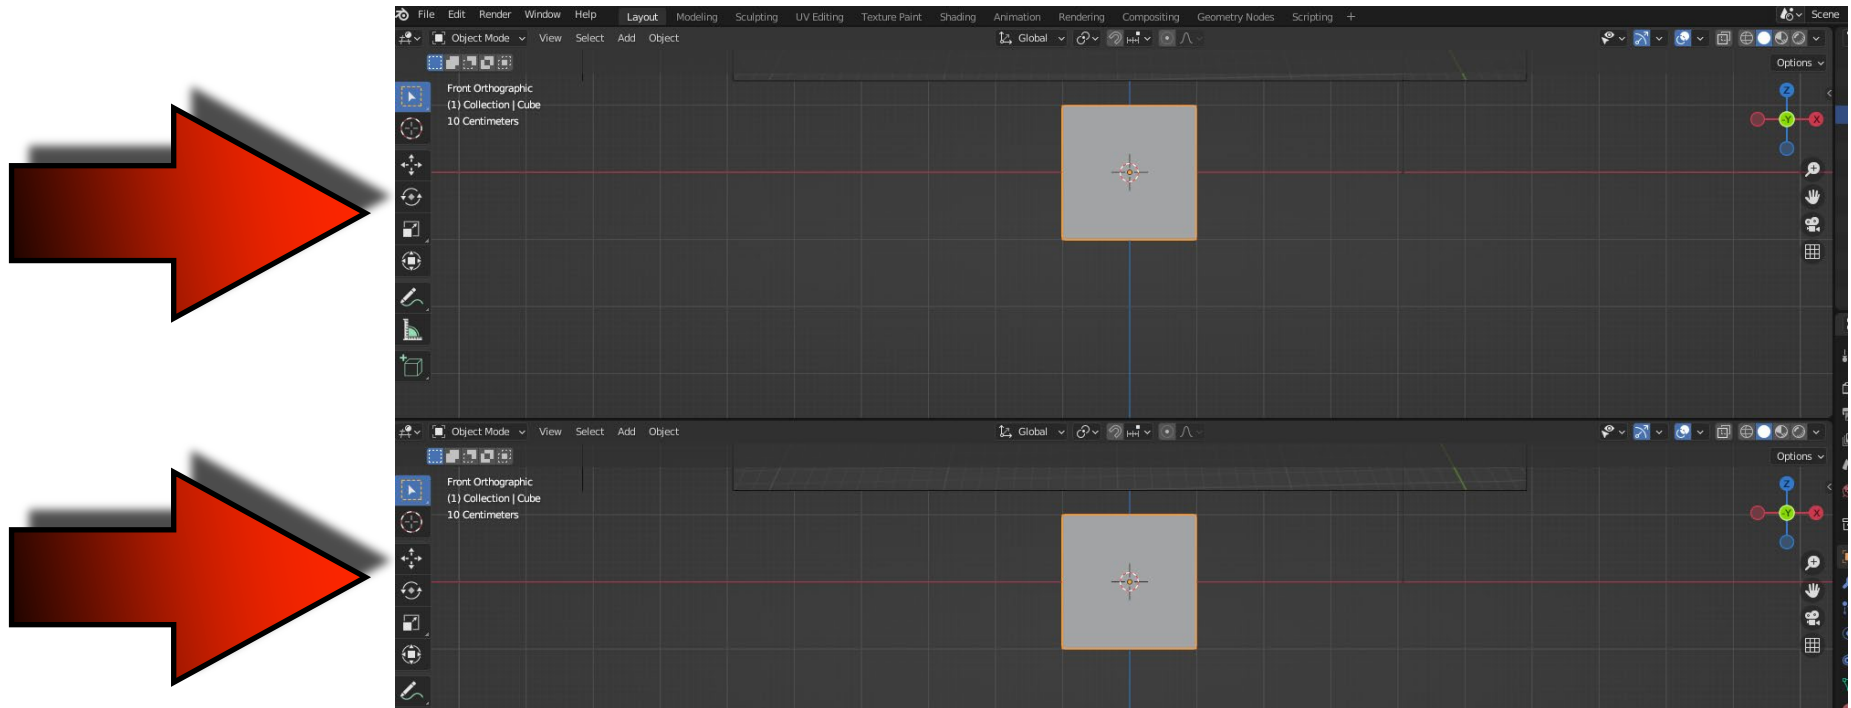 File Edit Render Window Help Layout Modeling Sculpting UV Editing Texture Paint Shading Animation Rendering Compositing Geometry Nodes Scripting + Scene
Object Mode View Select Add Object Global
Options
Front Orthographic
(1) Collection | Cube
10 Centimeters
Z
-Y X
Object Mode View Select Add Object Global
Options
Front Orthographic
(1) Collection | Cube
10 Centimeters
Z
-Y X